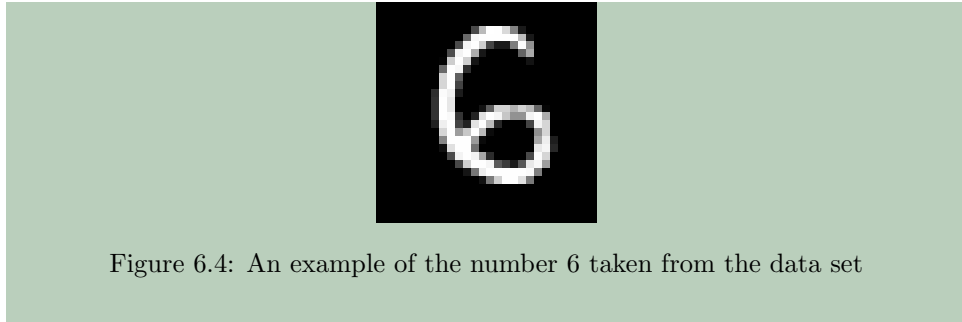 6
Figure 6.4: An example of the number 6 taken from the data set